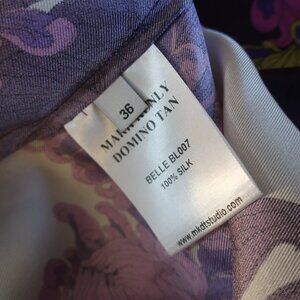 36
DOMINO TAN
BELLE BL007
100% SILK
www.mkdtstudio.com